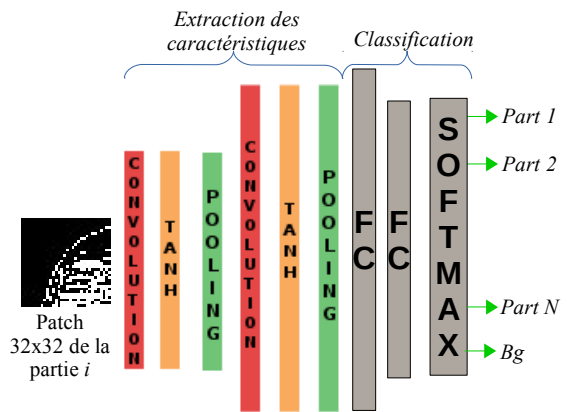 Extraction des
caractéristiques
Classification
CONVOLUTION
TANH
POOLING
CONVOLUTION
TANH
POOLING
FC
FC
SOFTMAX
Part 1
Part 2
Part N
Bg
Patch
32x32 de la
partie i